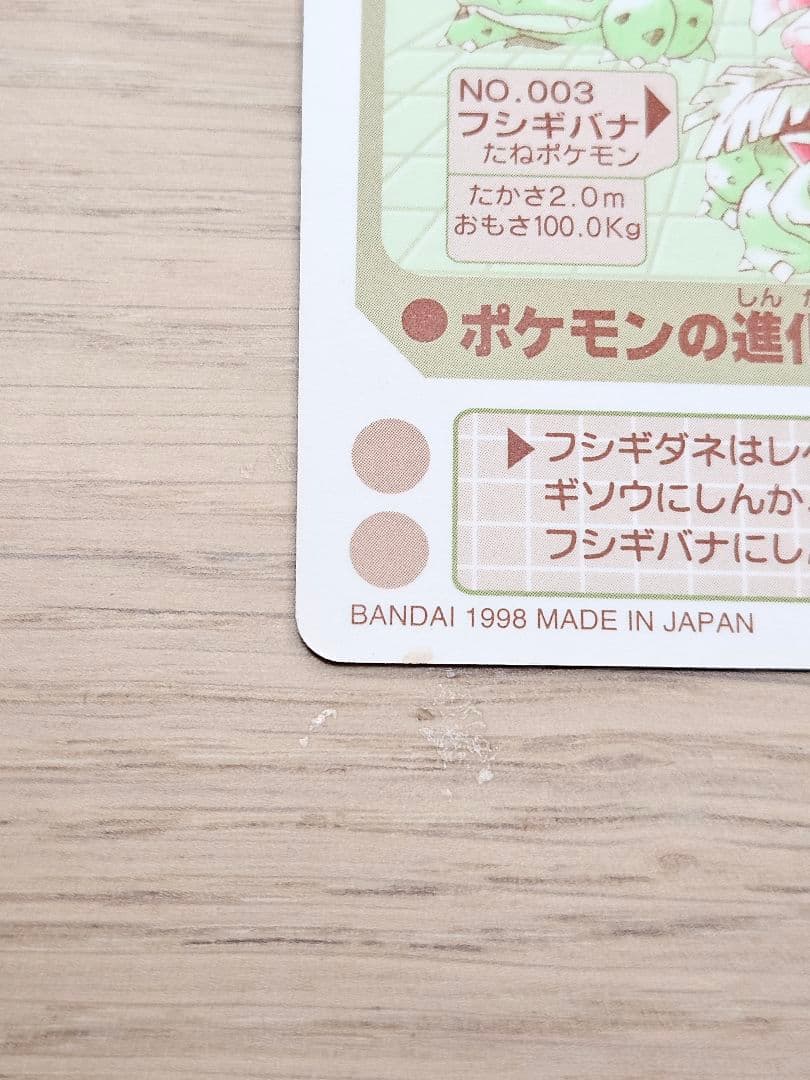 NO.003
フシギバナ
たねポケモン
たかさ2.0m
おもさ100.0Kg
しん
ポケモンの進
フシギダネはレ
ギソウにしんか
フシギバナにし
BANDAI 1998 MADE IN JAPAN